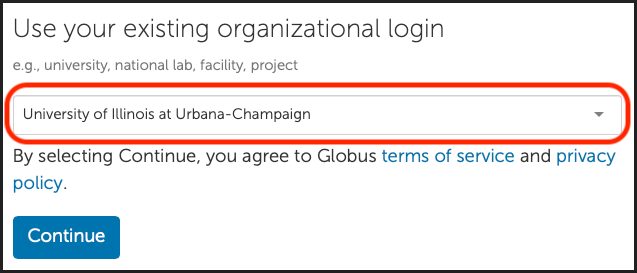 Use your existing organizational login
e.g., university, national lab, facility, project
University of Illinois at Urbana-Champaign
By selecting Continue, you agree to Globus terms of service and privacy
policy.
Continue